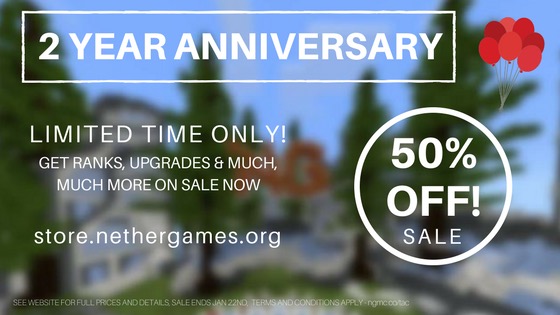 2 YEAR ANNIVERSARY
LIMITED TIME ONLY!
GET RANKS, UPGRADES & MUCH,
MUCH MORE ON SALE NOW
store.nethergames.org
50%
OFF!
SALE
NG
SEE WEBSITE FOR FULL PRICES AND DETAILS, SALE ENDS JAN 22ND, TERMS AND CONDITIONS APPLY - ngmc.co/tac